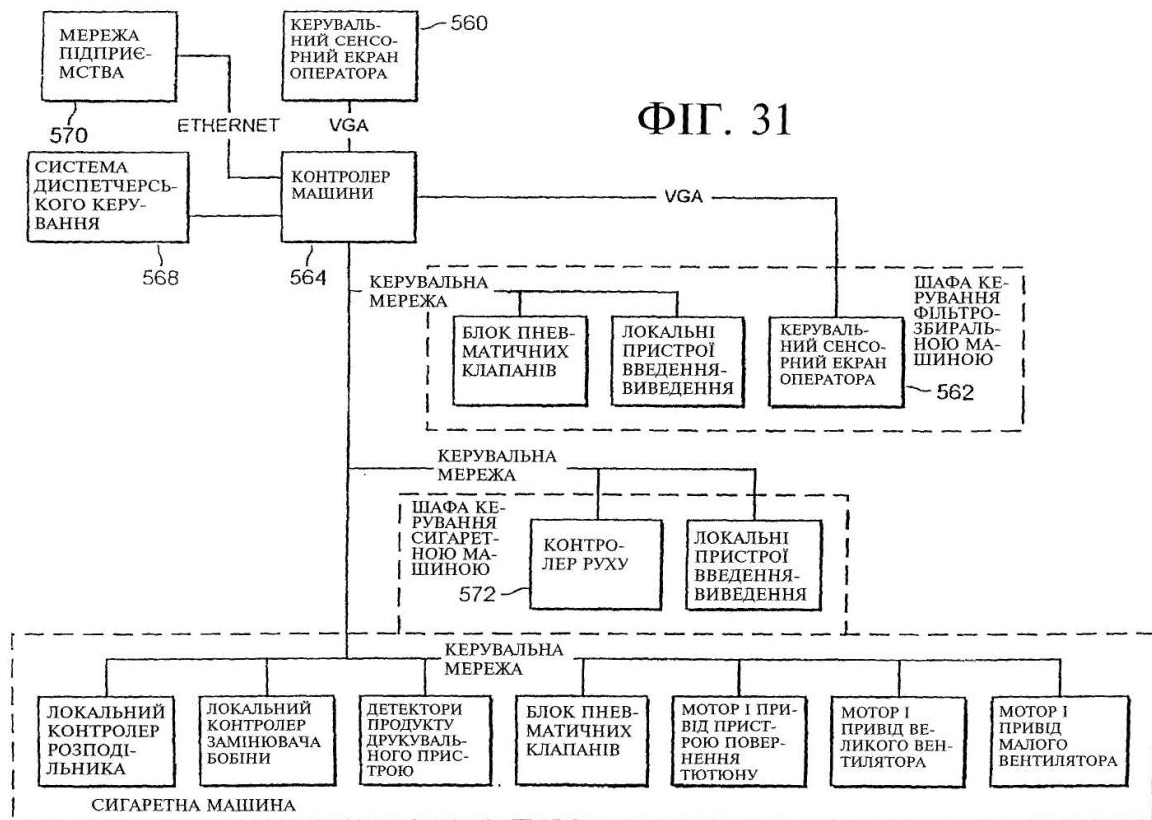 МЕРЕЖА
ПІДПРИЄ-
МСТВА
570
КЕРУВАЛЬ-
НИЙ СЕНСО-
РНИЙ ЕКРАН
ОПЕРАТОРА
560
ФІГ. 31
ETHERNET
VGA
СИСТЕМА
ДИСПЕТЧЕРСЬ-
КОГО КЕРУ-
ВАННЯ
568
КОНТРОЛЕР
МАШИНИ
564
VGA
КЕРУВАЛЬНА
МЕРЕЖА
БЛОК ПНЕВ-
МАТИЧНИХ
КЛАПАНІВ
ЛОКАЛЬНІ
ПРИСТРОЇ
ВВЕДЕННЯ-
ВИВЕДЕННЯ
КЕРУВАЛЬ-
НИЙ СЕНСО-
РНИЙ ЕКРАН
ОПЕРАТОРА
562
ШАФА КЕ-
РУВАННЯ
ФІЛЬТРО-
ЗБИРАЛЬ-
НОЮ МА-
ШИНОЮ
КЕРУВАЛЬНА
МЕРЕЖА
ШАФА КЕ-
РУВАННЯ
СИГАРЕТ-
НОЮ МА-
ШИНОЮ
КОНТРО-
ЛЕР РУХУ
572
ЛОКАЛЬНІ
ПРИСТРОЇ
ВВЕДЕННЯ-
ВИВЕДЕННЯ
КЕРУВАЛЬНА
МЕРЕЖА
ЛОКАЛЬНИЙ
КОНТРОЛЕР
РОЗПОДІ-
ЛЬНИКА
ЛОКАЛЬНИЙ
КОНТРОЛЕР
ЗАМІНЮВАЧА
БОБІНИ
ДЕТЕКТОРИ
ПРОДУКТУ
ДРУКУВАЛЬ-
НОГО ПРИС-
ТРОЮ
БЛОК ПНЕВ-
МАТИЧНИХ
КЛАПАНІВ
МОТОР І ПРИ-
ВІД ПРИСТ-
РОЮ ПОВЕР-
НЕННЯ
ТЮТЮНУ
МОТОР І
ПРИВІД ВЕ-
ЛИКОГО ВЕН-
ТИЛЯТОРА
МОТОР І
ПРИВІД
МАЛОГО
ВЕНТИЛЯТОРА
СИГАРЕТНА МАШИНА